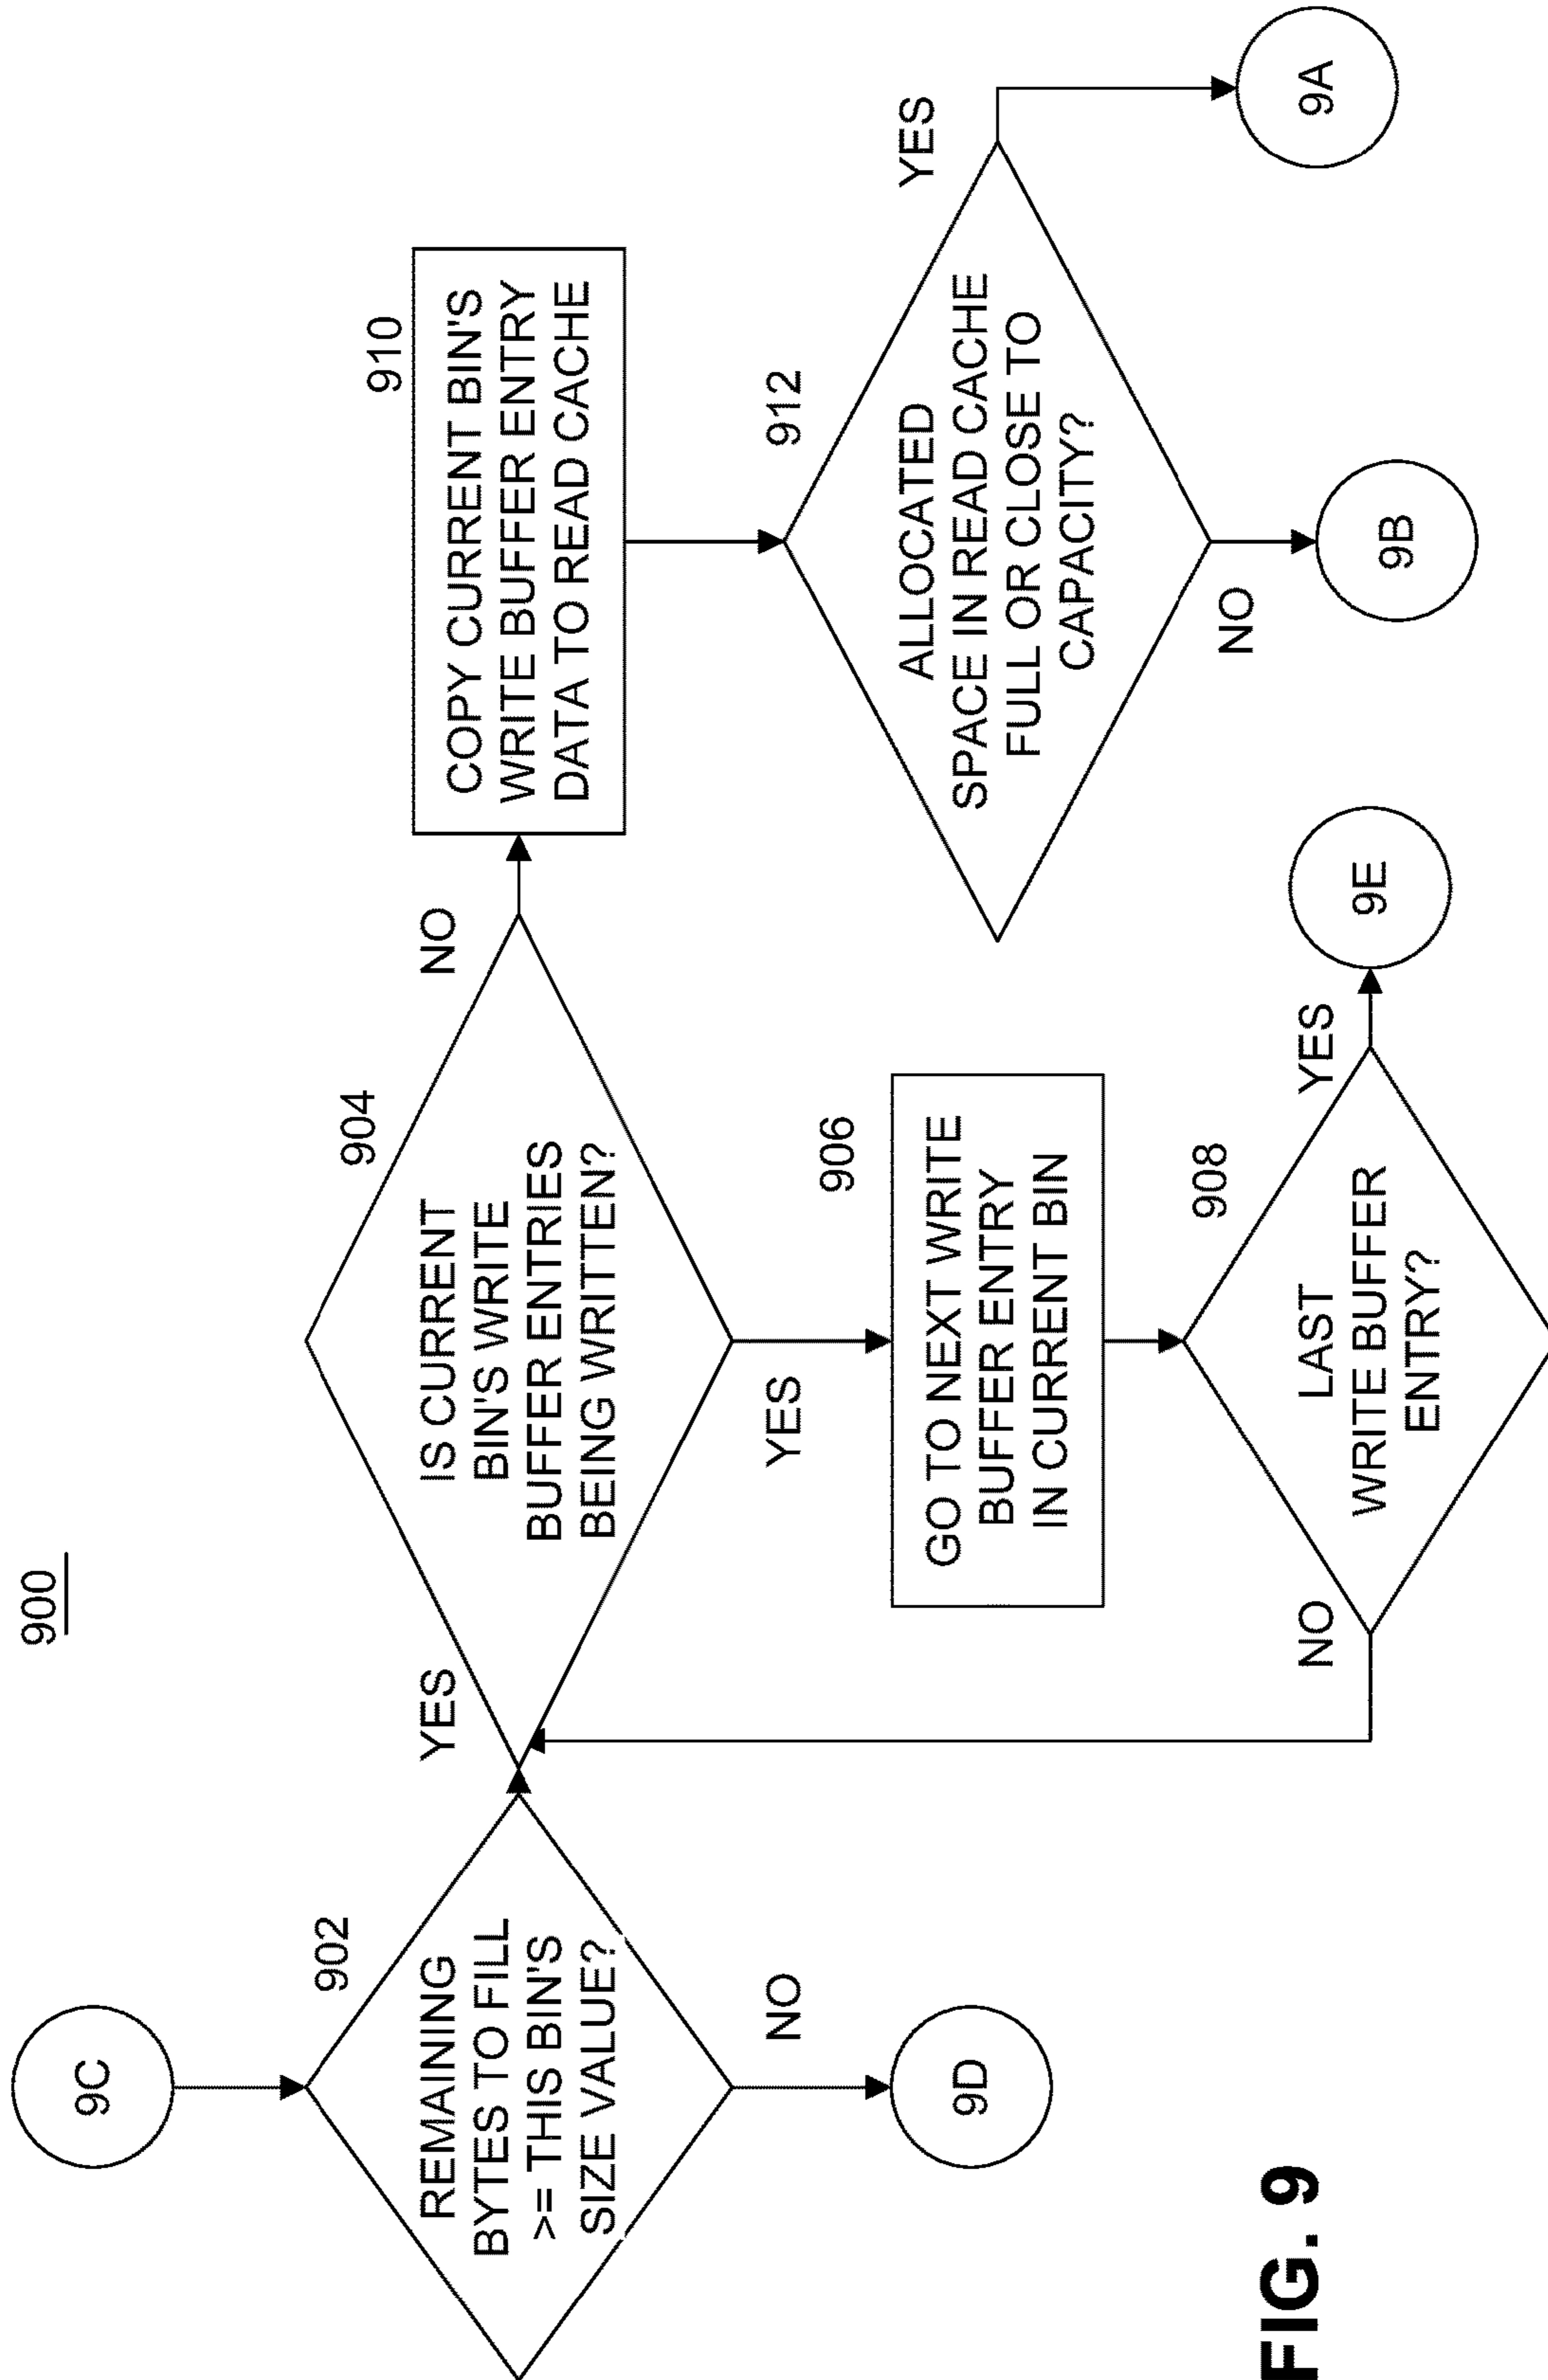 900
9C
902
REMAINING
BYTES TO FILL
>= THIS BIN'S
SIZE VALUE?
YES
NO
9D
904
IS CURRENT
BIN'S WRITE
BUFFER ENTRIES
BEING WRITTEN?
NO
YES
906
GO TO NEXT WRITE
BUFFER ENTRY
IN CURRENT BIN
908
LAST
WRITE BUFFER
ENTRY?
NO
YES
9E
910
COPY CURRENT BIN'S
WRITE BUFFER ENTRY
DATA TO READ CACHE
912
ALLOCATED
SPACE IN READ CACHE
FULL OR CLOSE TO
CAPACITY?
YES
9A
NO
9B
FIG. 9